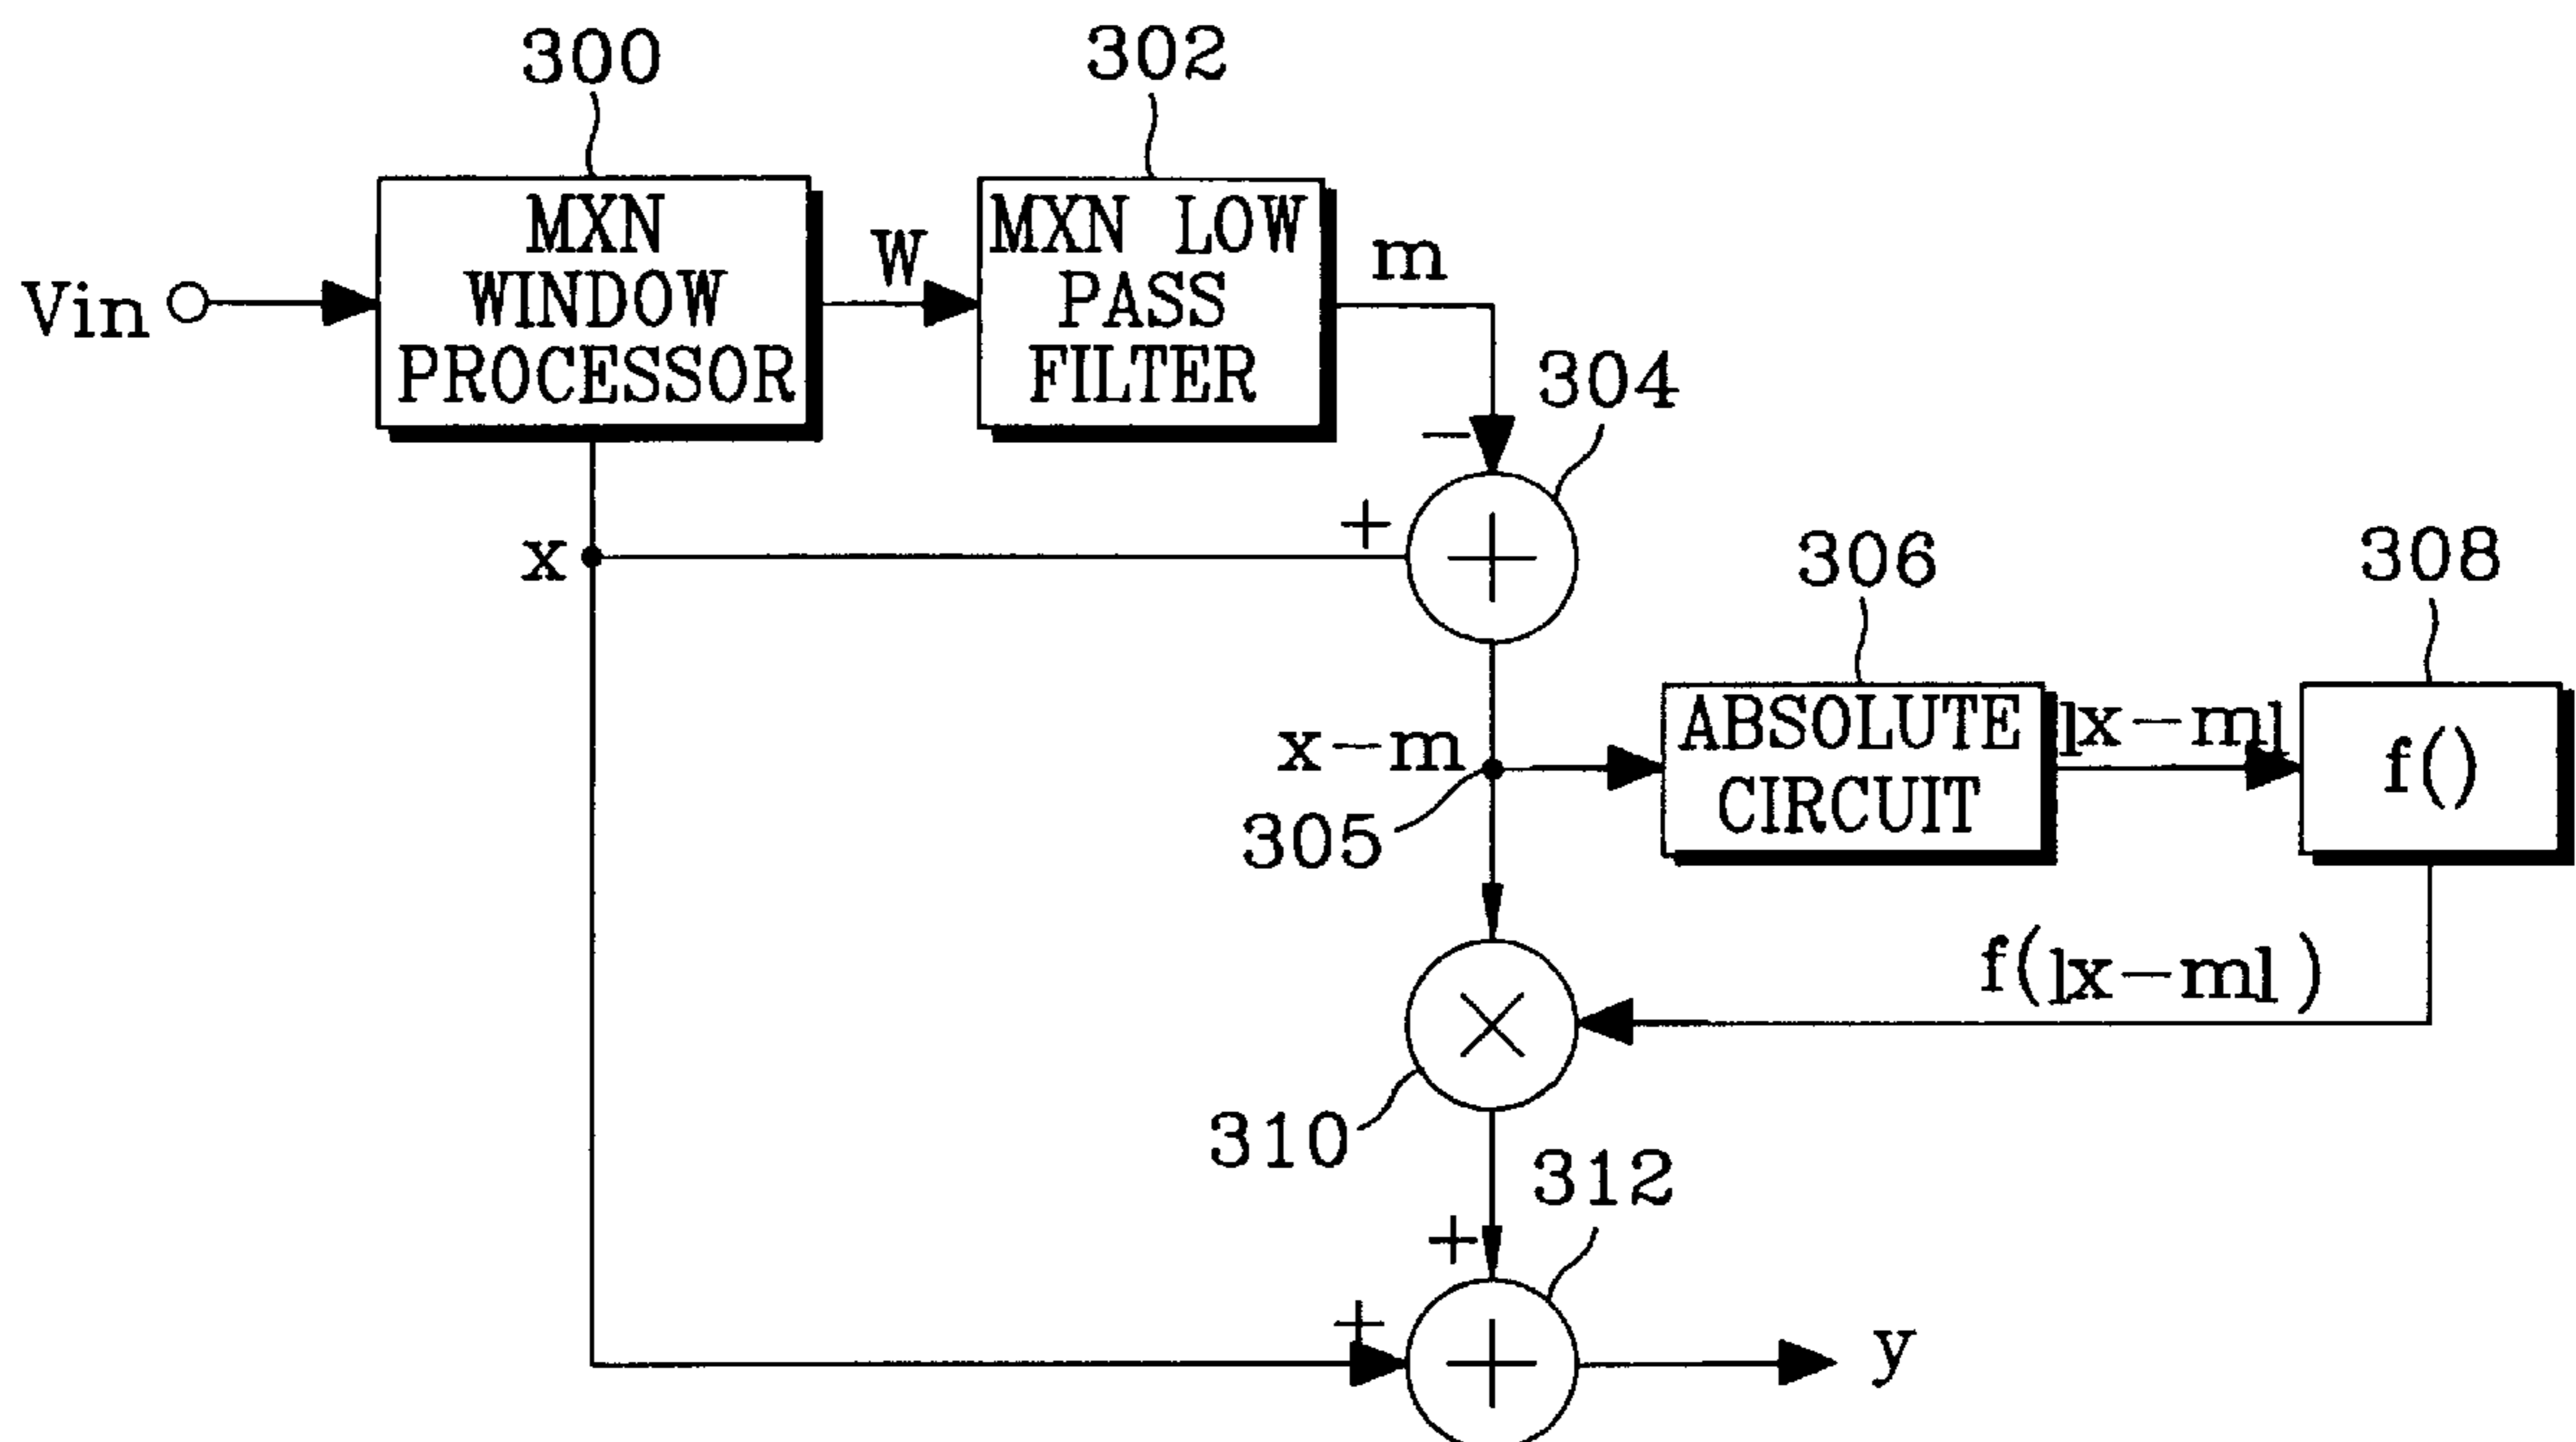 300
302
MXN
WINDOW
PROCESSOR
MXN LOW
PASS
FILTER
Vin
W
m
304
−
+
+
x
306
308
ABSOLUTE
CIRCUIT
|x−m|
f()
x−m
305
f(|x−m|)
×
310
312
+
+
+
y